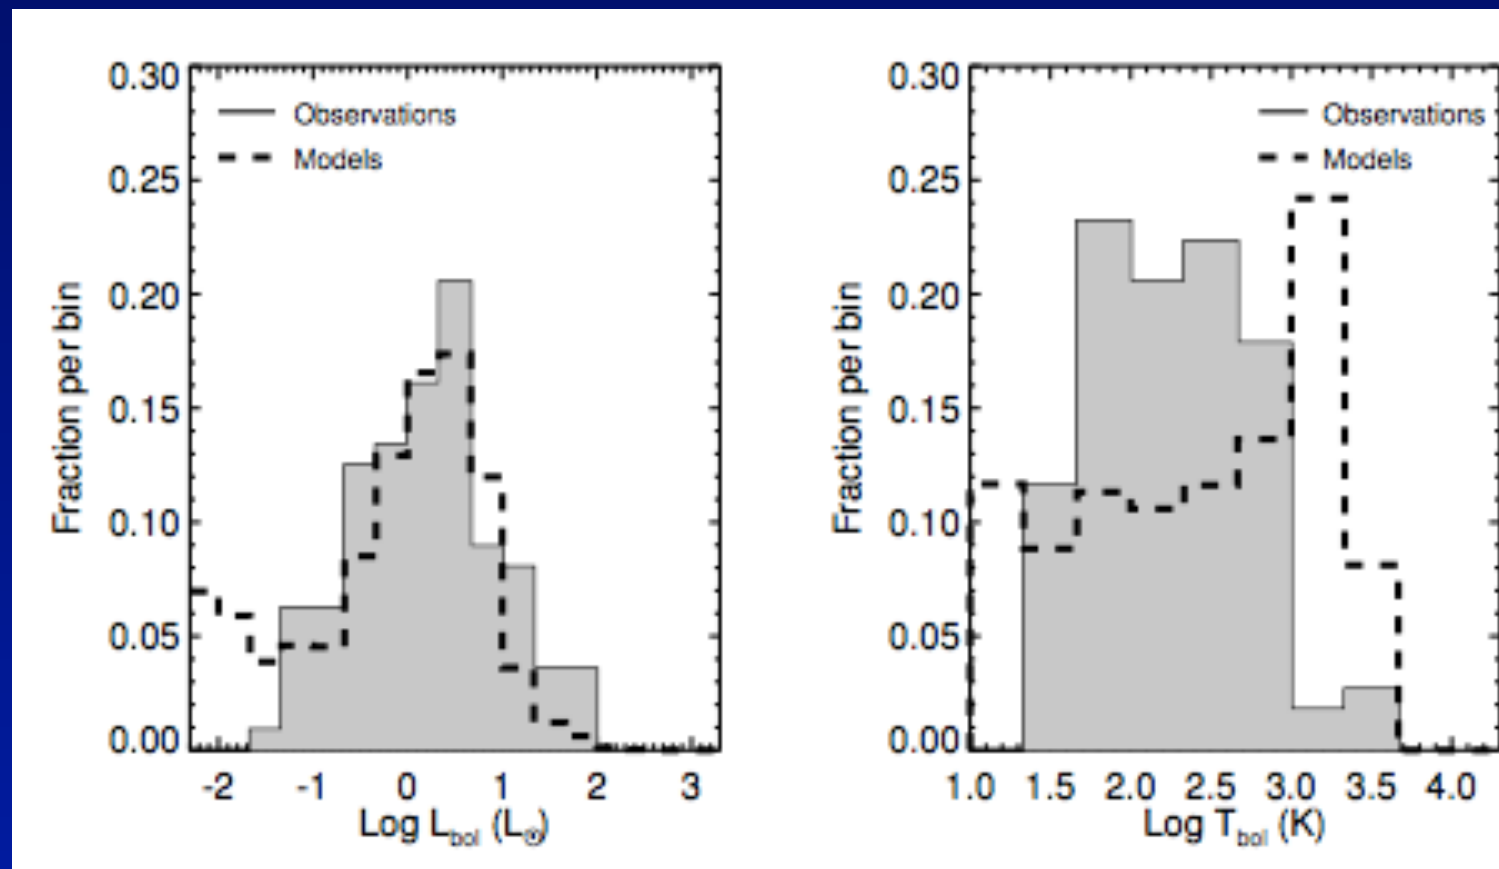 0.30
0.25
0.20
0.15
0.10
0.05
0.00
Fraction per bin
Observations
Models
-2 -1 0 1 2 3
Log L_bol (L_☉)
0.30
0.25
0.20
0.15
0.10
0.05
0.00
Fraction per bin
Observations
Models
1.0 1.5 2.0 2.5 3.0 3.5 4.0
Log T_bol (K)